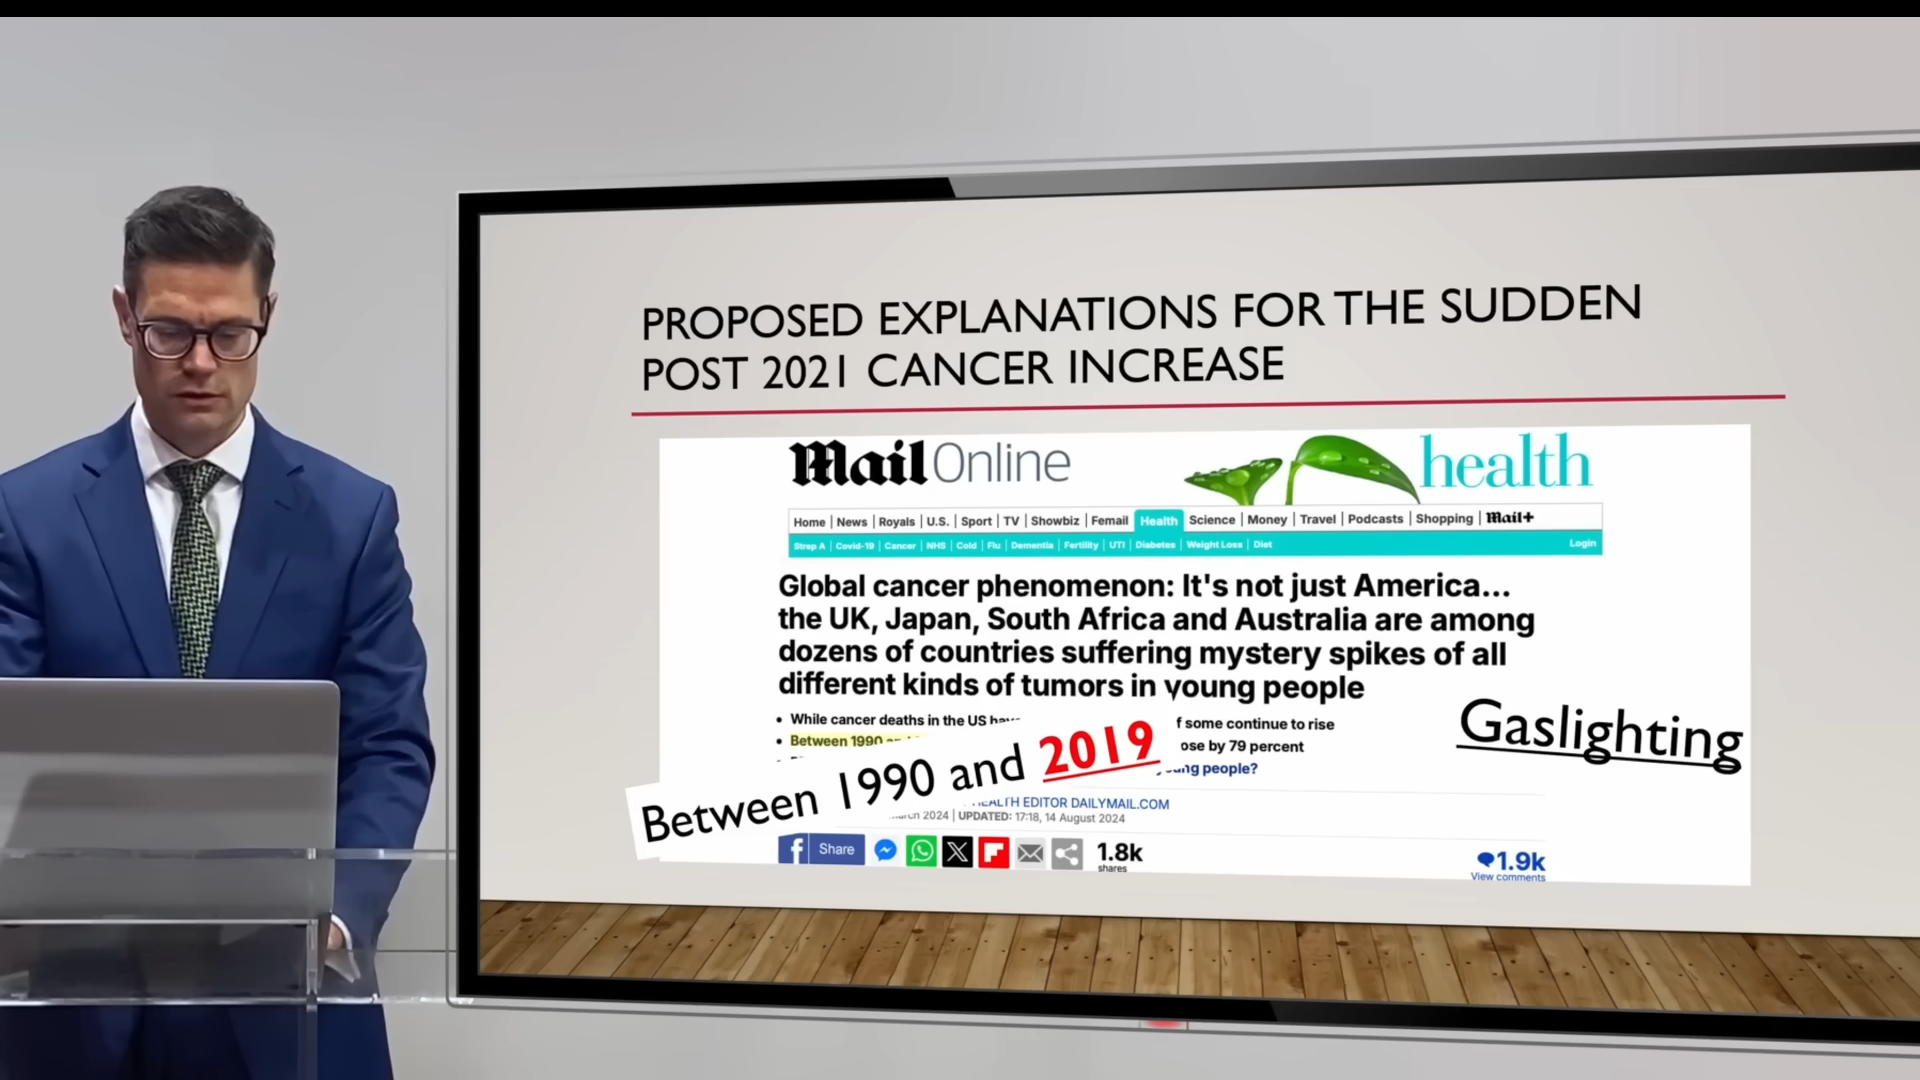 PROPOSED EXPLANATIONS FOR THE SUDDEN
POST 2021 CANCER INCREASE
Mail Online
health
Home | News | Royals | U.S. | Sport | TV | Showbiz | Femail | Health | Science | Money | Travel | Podcasts | Shopping | Mail+
Strep A | Covid-19 | Cancer | NHS | Cold | Flu | Dementia | Fertility | UTI | Diabetes | Weight Loss | Diet
Login
Global cancer phenomenon: It's not just America...
the UK, Japan, South Africa and Australia are among
dozens of countries suffering mystery spikes of all
different kinds of tumors in young people
• While cancer deaths in the US some continue to rise
• Between 1990 by 79 percent
people?
Between 1990 and 2019
Gaslighting
EDITOR DAILYMAIL.COM
2024 | UPDATED: 17:18, 14 August 2024
f Share
1.8k
shares
1.9k
View comments